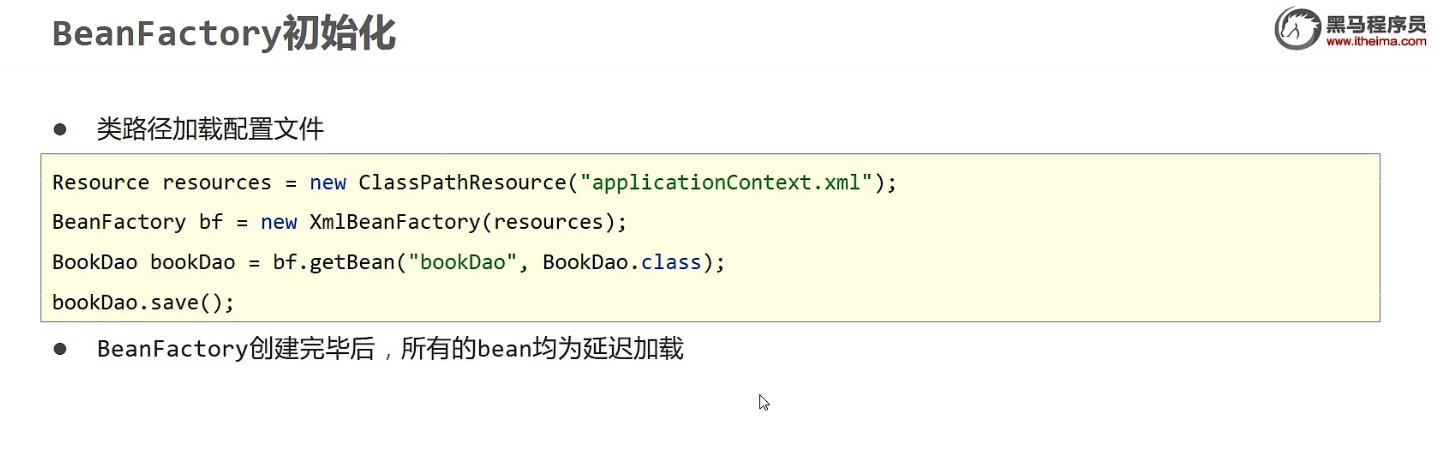 BeanFactory初始化
黑马程序员
www.itheima.com
● 类路径加载配置文件
Resource resources = new ClassPathResource("applicationContext.xml");
BeanFactory bf = new XmlBeanFactory(resources);
BookDao bookDao = bf.getBean("bookDao", BookDao.class);
bookDao.save();
● BeanFactory创建完毕后，所有的bean均为延迟加载